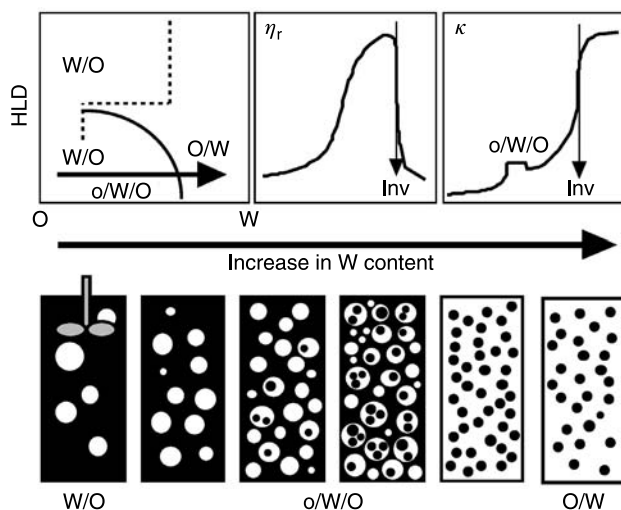 HLD
W/O
W/O
O/W
o/W/O
O
W
ηr
Inv
κ
o/W/O
Inv
Increase in W content
W/O
o/W/O
O/W